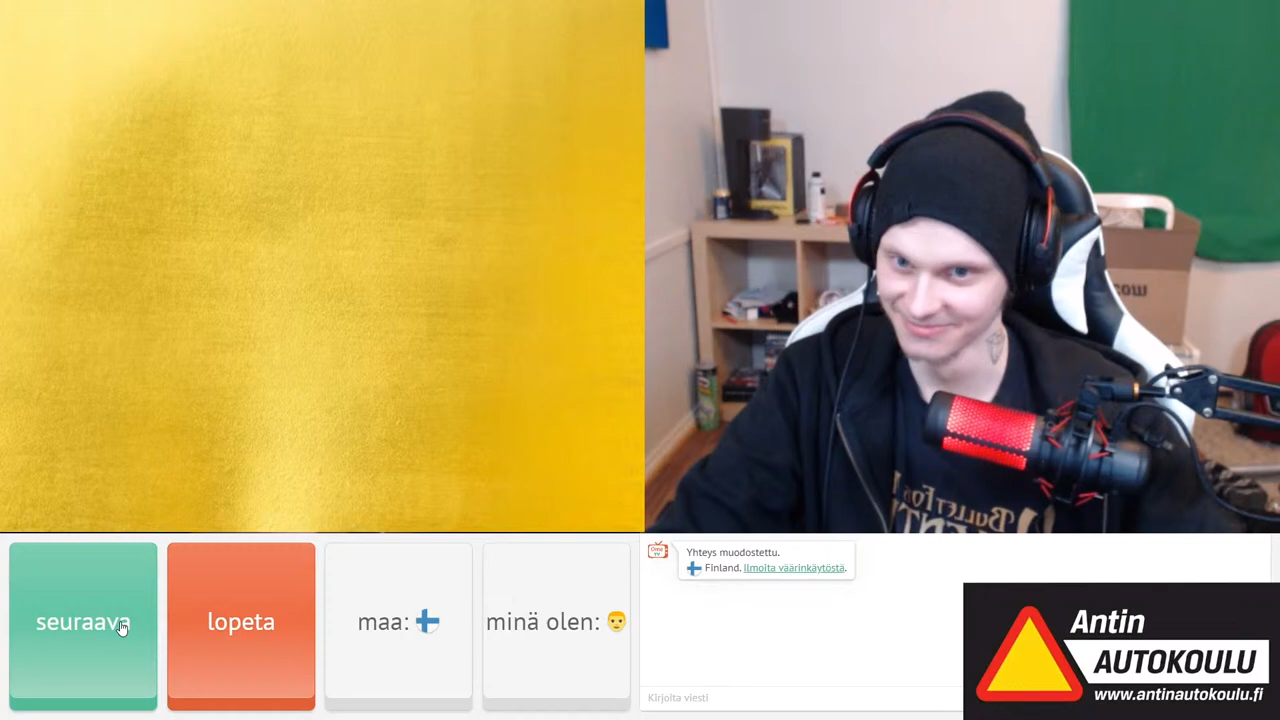 Yhteys muodostettu.
Finland. Ilmoita väärinkäytöstä.
seuraava
lopeta
maa:
minä olen:
Kirjoita viesti
Antin
AUTOKOULU
www.antinautokoulu.fi